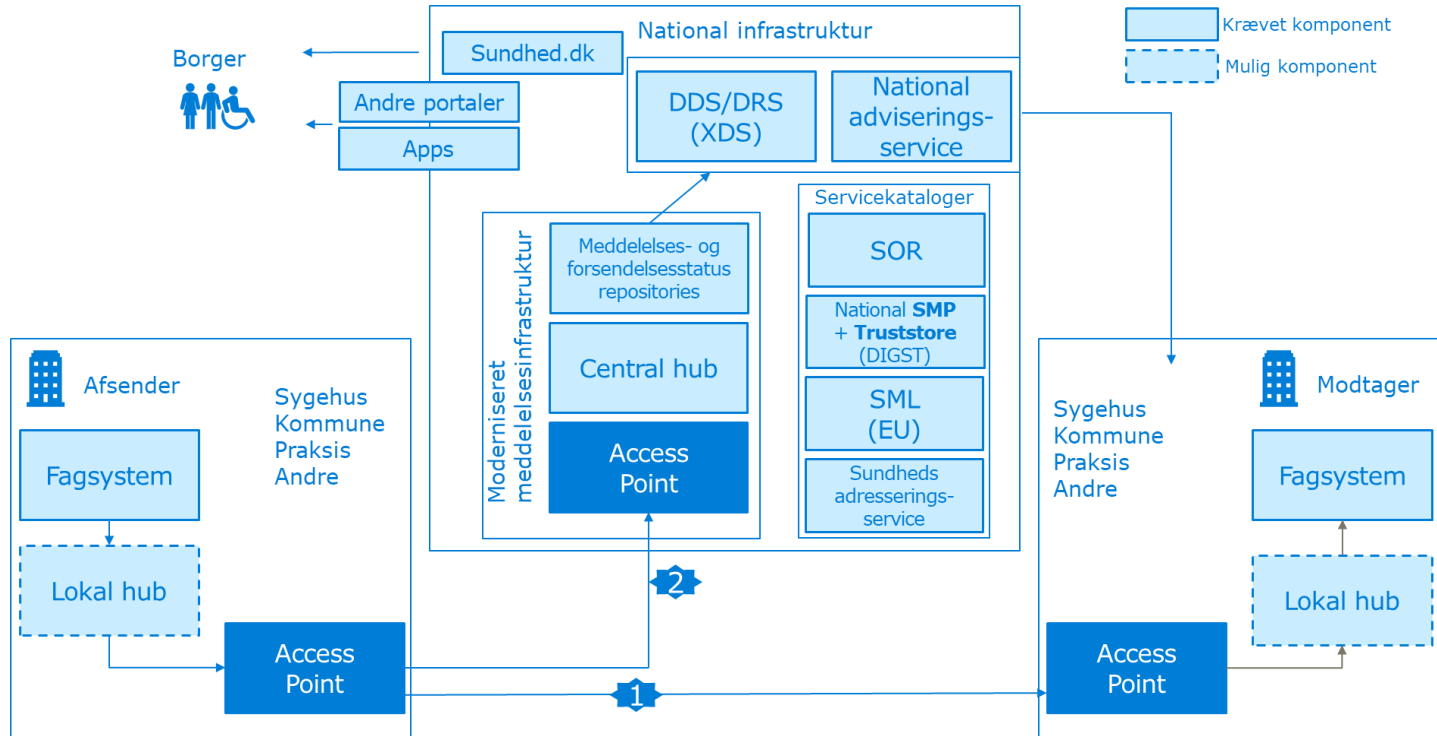 National infrastruktur
Krævet komponent
Mulig komponent
Borger
Sundhed.dk
Andre portaler
Apps
DDS/DRS
(XDS)
National
adviserings-
service
Moderniseret
meddelelsesinfrastruktur
Meddelelses- og
forsendelsesstatus
repositories
Central hub
Access
Point
Servicekataloger
SOR
National SMP
+ Truststore
(DIGST)
SML
(EU)
Sundheds
adresserings-
service
Afsender
Sygehus
Kommune
Praksis
Andre
Fagsystem
Lokal hub
Access
Point
2
1
Modtager
Sygehus
Kommune
Praksis
Andre
Fagsystem
Lokal hub
Access
Point